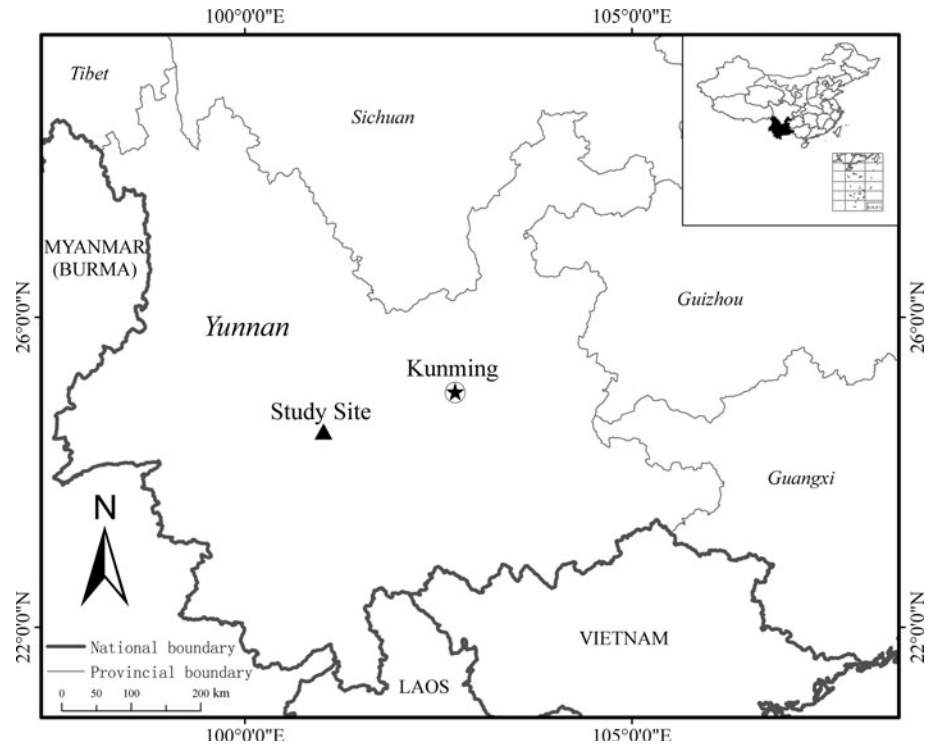 100°0'0"E
105°0'0"E
Tibet
Sichuan
MYANMAR
(BURMA)
26°0'0"N
26°0'0"N
Yunnan
Guizhou
Kunming
Study Site
Guangxi
N
22°0'0"N
22°0'0"N
VIETNAM
LAOS
National boundary
Provincial boundary
0 50 100 200 km
100°0'0"E
105°0'0"E